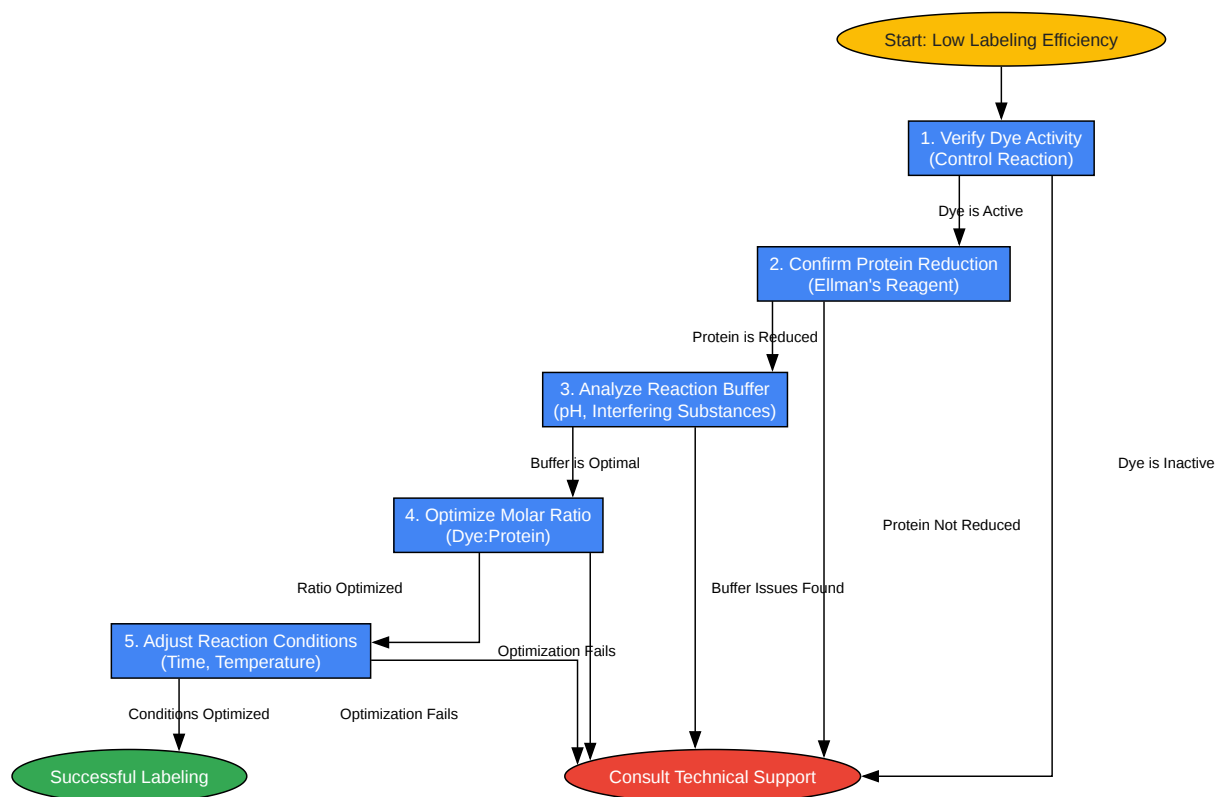 Start: Low Labeling Efficiency
1. Verify Dye Activity
(Control Reaction)
Dye is Active
2. Confirm Protein Reduction
(Ellman's Reagent)
Protein is Reduced
3. Analyze Reaction Buffer
(pH, Interfering Substances)
Buffer is Optimal
Dye is Inactive
4. Optimize Molar Ratio
(Dye:Protein)
Protein Not Reduced
Ratio Optimized
Buffer Issues Found
5. Adjust Reaction Conditions
(Time, Temperature)
Optimization Fails
Conditions Optimized
Optimization Fails
Successful Labeling
Consult Technical Support